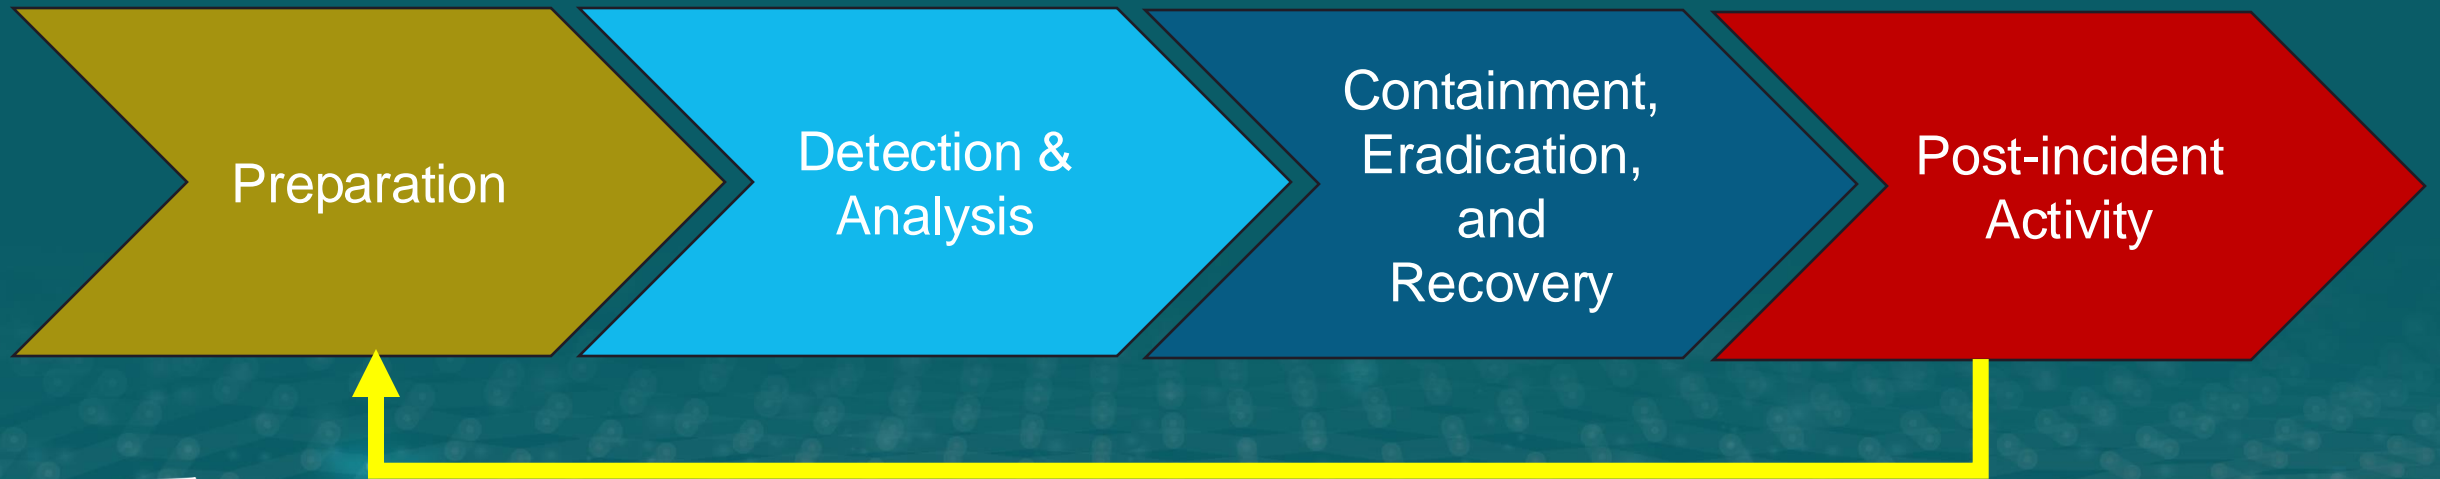 Preparation
Detection &
Analysis
Containment,
Eradication,
and
Recovery
Post-incident
Activity